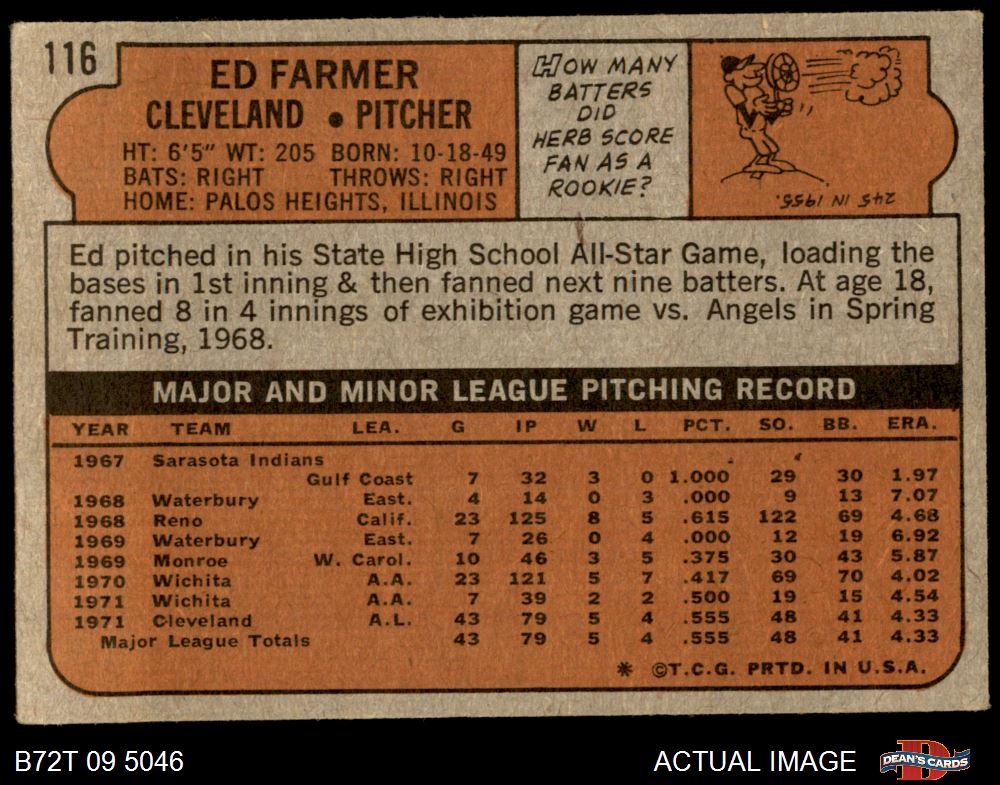 116
ED FARMER
CLEVELAND • PITCHER
HT: 6'5" WT: 205 BORN: 10-18-49
BATS: RIGHT THROWS: RIGHT
HOME: PALOS HEIGHTS, ILLINOIS
HOW MANY
BATTERS
DID
HERB SCORE
FAN AS A
ROOKIE?
245 IN 1955.
Ed pitched in his State High School All-Star Game, loading the
bases in 1st inning & then fanned next nine batters. At age 18,
fanned 8 in 4 innings of exhibition game vs. Angels in Spring
Training, 1968.
MAJOR AND MINOR LEAGUE PITCHING RECORD
YEAR TEAM LEA. G IP W L PCT. SO. BB. ERA.
1967 Sarasota Indians
Gulf Coast 7 32 3 0 1.000 29 30 1.97
1968 Waterbury East. 4 14 0 3 .000 9 13 7.07
1968 Reno Calif. 23 125 8 5 .615 122 69 4.68
1969 Waterbury East. 7 26 0 4 .000 12 19 6.92
1969 Monroe W. Carol. 10 46 3 5 .375 30 43 5.87
1970 Wichita A.A. 23 121 5 7 .417 69 70 4.02
1971 Wichita A.A. 7 39 2 2 .500 19 15 4.54
1971 Cleveland A.L. 43 79 5 4 .555 48 41 4.33
Major League Totals 43 79 5 4 .555 48 41 4.33
* ©T.C.G. PRTD. IN U.S.A.
B72T 09 5046 ACTUAL IMAGE D DEAN'S CARDS